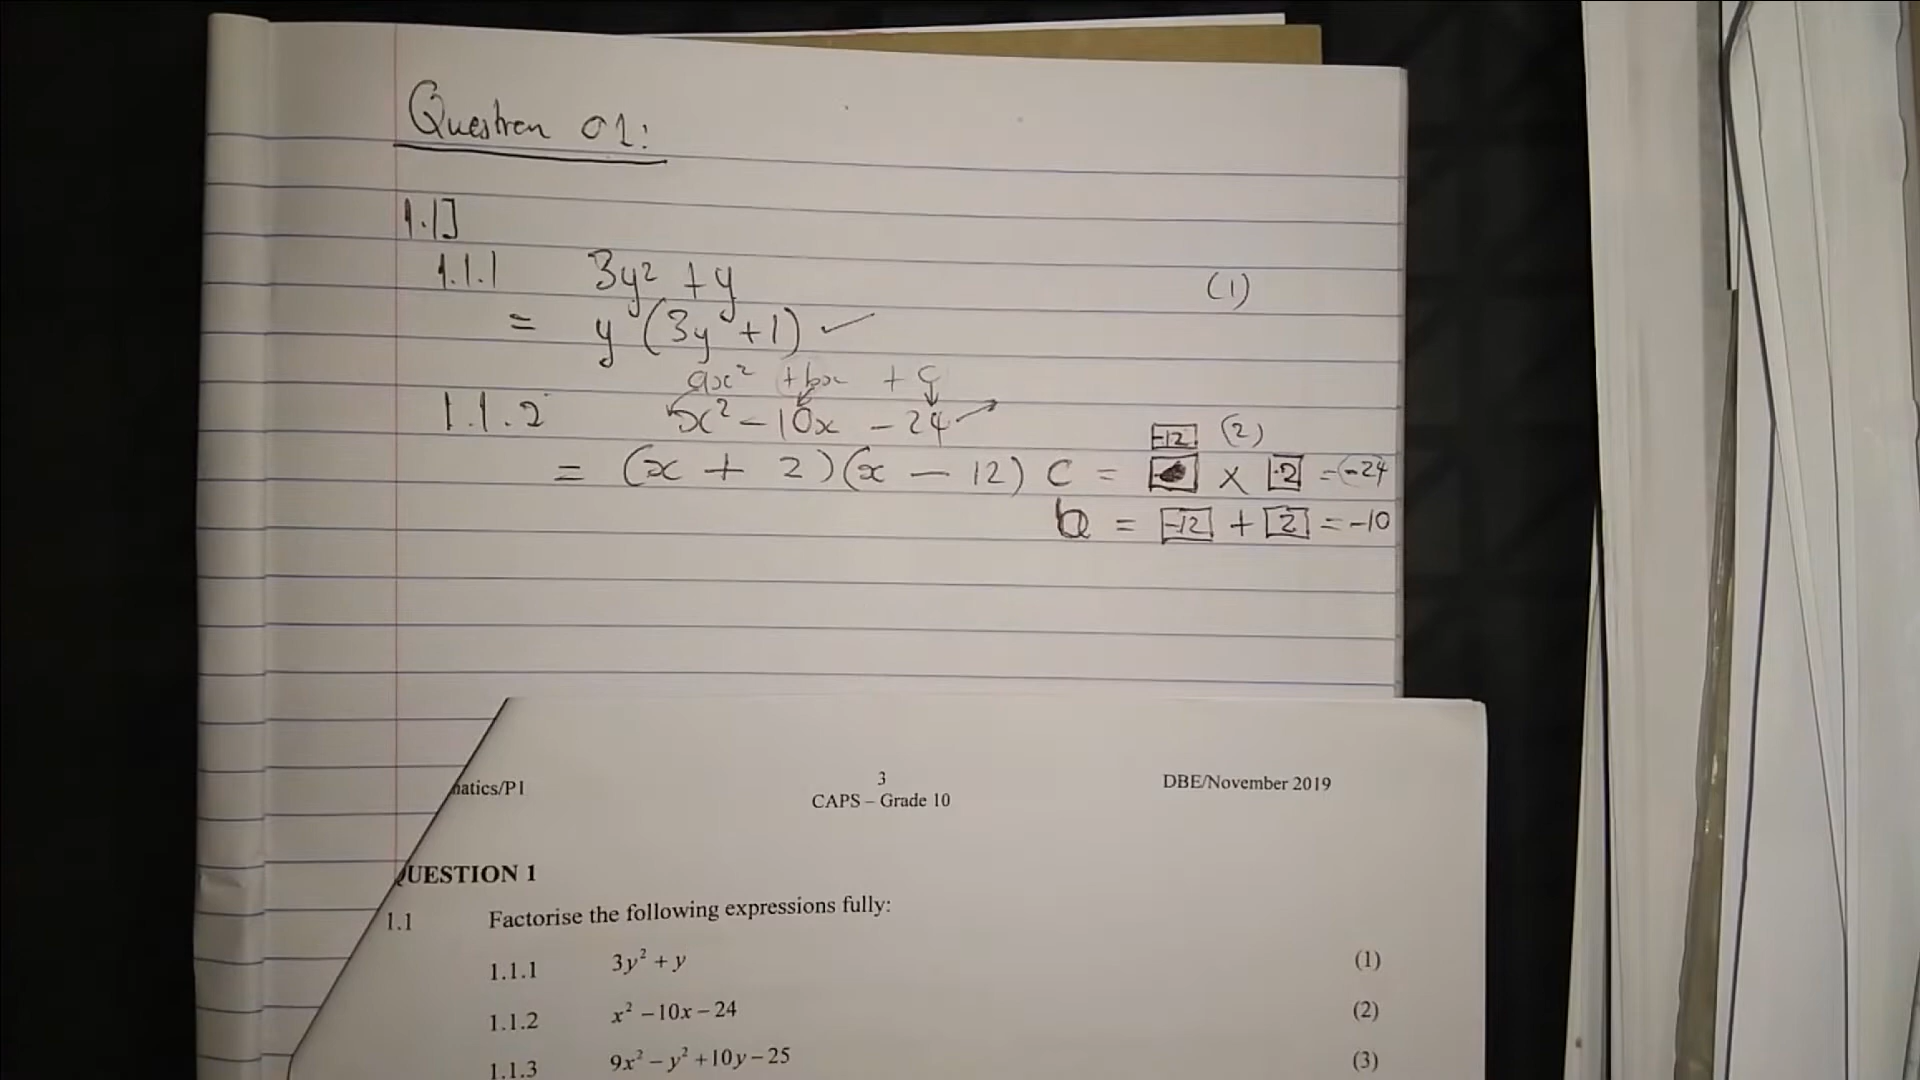 Question 01:
1.1]
1.1.1 3y² + y (1)
= y (3y + 1) ✓
ax² + bx + c
1.1.2 x² - 10x - 24 (2)
-12
= (x + 2)(x - 12) C = × 2 = -24
b = -12 + 2 = -10
3
matics/P1 DBE/November 2019
CAPS – Grade 10
QUESTION 1
1.1 Factorise the following expressions fully:
1.1.1 3y² + y (1)
1.1.2 x² – 10x – 24 (2)
1.1.3 9x² – y² + 10y – 25 (3)